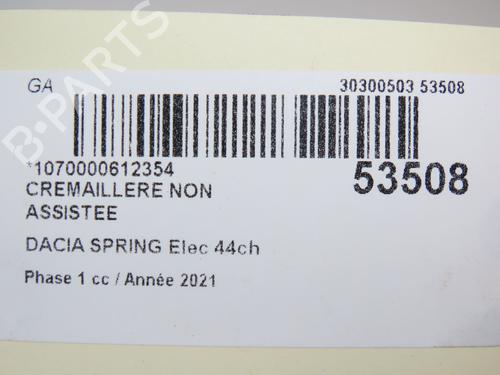 GA
30300503 53508
*1070000612354
53508
CREMAILLERE NON
ASSISTEE
DACIA SPRING Elec 44ch
Phase 1 cc / Année 2021
B-PARTS